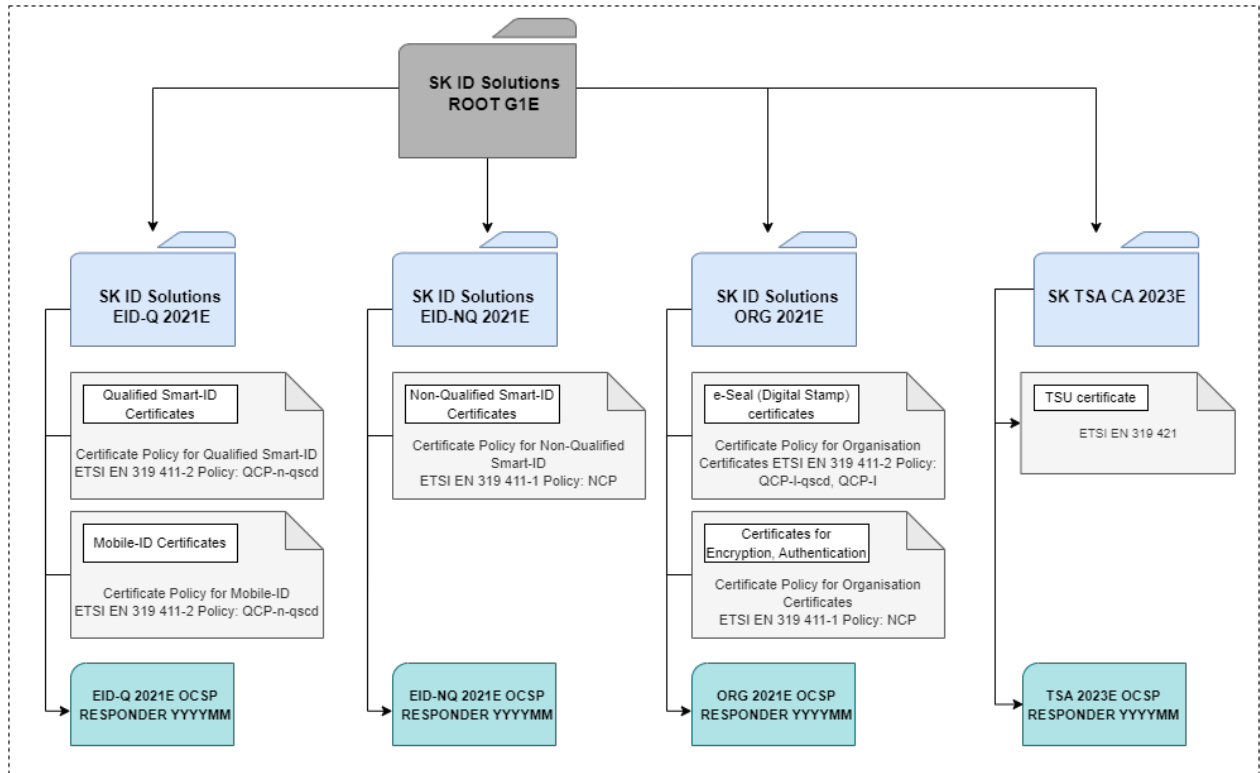 SK ID Solutions
ROOT G1E
SK ID Solutions
EID-Q 2021E
SK ID Solutions
EID-NQ 2021E
SK ID Solutions
ORG 2021E
SK TSA CA 2023E
Qualified Smart-ID
Certificates
Certificate Policy for Qualified Smart-ID
ETSI EN 319 411-2 Policy: QCP-n-qscd
Non-Qualified Smart-ID
Certificates
Certificate Policy for Non-Qualified
Smart-ID
ETSI EN 319 411-1 Policy: NCP
e-Seal (Digital Stamp)
certificates
Certificate Policy for Organisation
Certificates ETSI EN 319 411-2 Policy:
QCP-l-qscd, QCP-l
TSU certificate
ETSI EN 319 421
Mobile-ID Certificates
Certificate Policy for Mobile-ID
ETSI EN 319 411-2 Policy: QCP-n-qscd
Certificates for
Encryption, Authentication
Certificate Policy for Organisation
Certificates
ETSI EN 319 411-1 Policy: NCP
EID-Q 2021E OCSP
RESPONDER YYYYMM
EID-NQ 2021E OCSP
RESPONDER YYYYMM
ORG 2021E OCSP
RESPONDER YYYYMM
TSA 2023E OCSP
RESPONDER YYYYMM